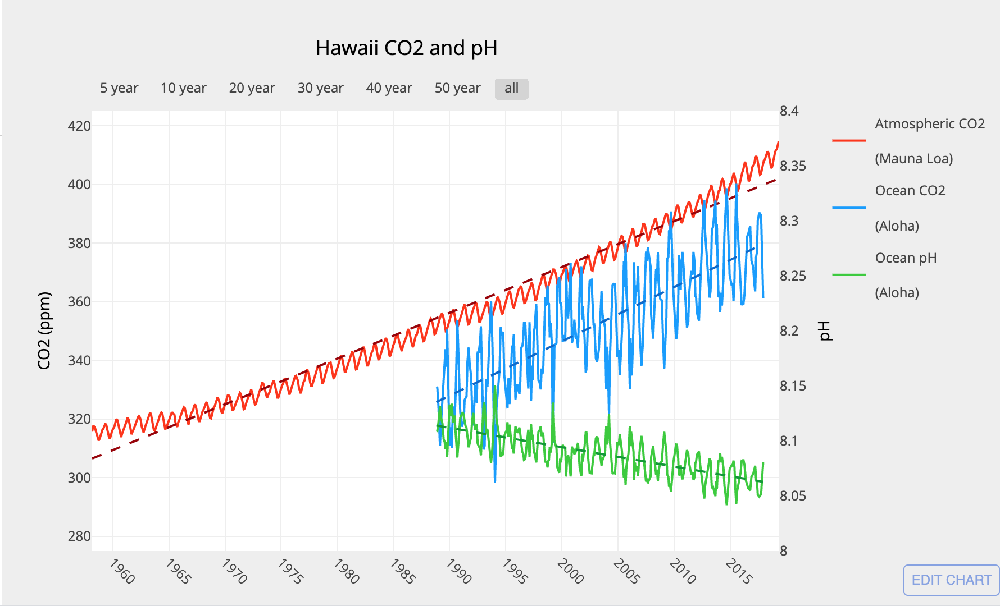 Hawaii CO2 and pH
5 year 10 year 20 year 30 year 40 year 50 year all
420
400
380
360
340
320
300
280
CO2 (ppm)
8.4
8.35
8.3
8.25
8.2
8.15
8.1
8.05
8
pH
1960 1965 1970 1975 1980 1985 1990 1995 2000 2005 2010 2015
Atmospheric CO2
(Mauna Loa)
Ocean CO2
(Aloha)
Ocean pH
(Aloha)
EDIT CHART